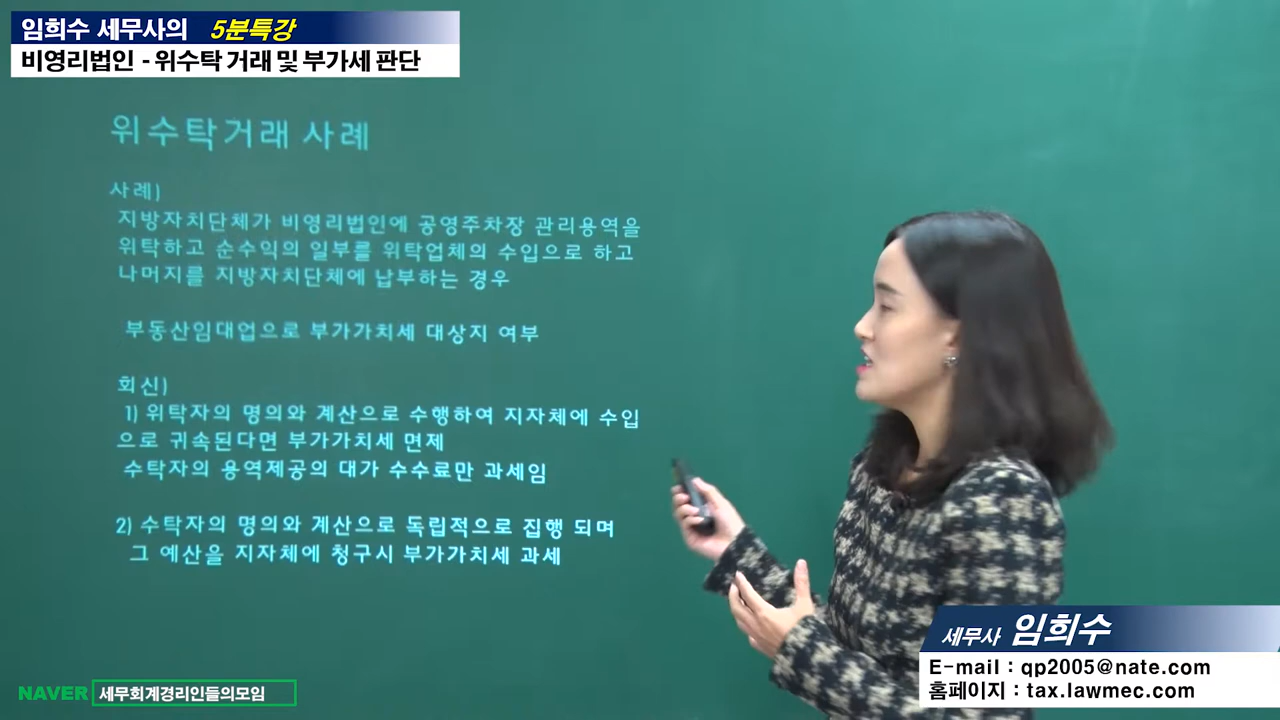 임희수 세무사의 5분특강
비영리법인 - 위수탁 거래 및 부가세 판단
위수탁거래 사례
사례)
지방자치단체가 비영리법인에 공영주차장 관리용역을
위탁하고 순수익의 일부를 위탁업체의 수입으로 하고
나머지를 지방자치단체에 납부하는 경우
부동산임대업으로 부가가치세 대상지 여부
회신)
1) 위탁자의 명의와 계산으로 수행하여 지자체에 수입
으로 귀속된다면 부가가치세 면제
수탁자의 용역제공의 대가 수수료만 과세임
2) 수탁자의 명의와 계산으로 독립적으로 집행 되며
그 예산을 지자체에 청구시 부가가치세 과세
세무사 임희수
E-mail : qp2005@nate.com
홈페이지 : tax.lawmec.com
NAVER 세무회계경리인들의모임